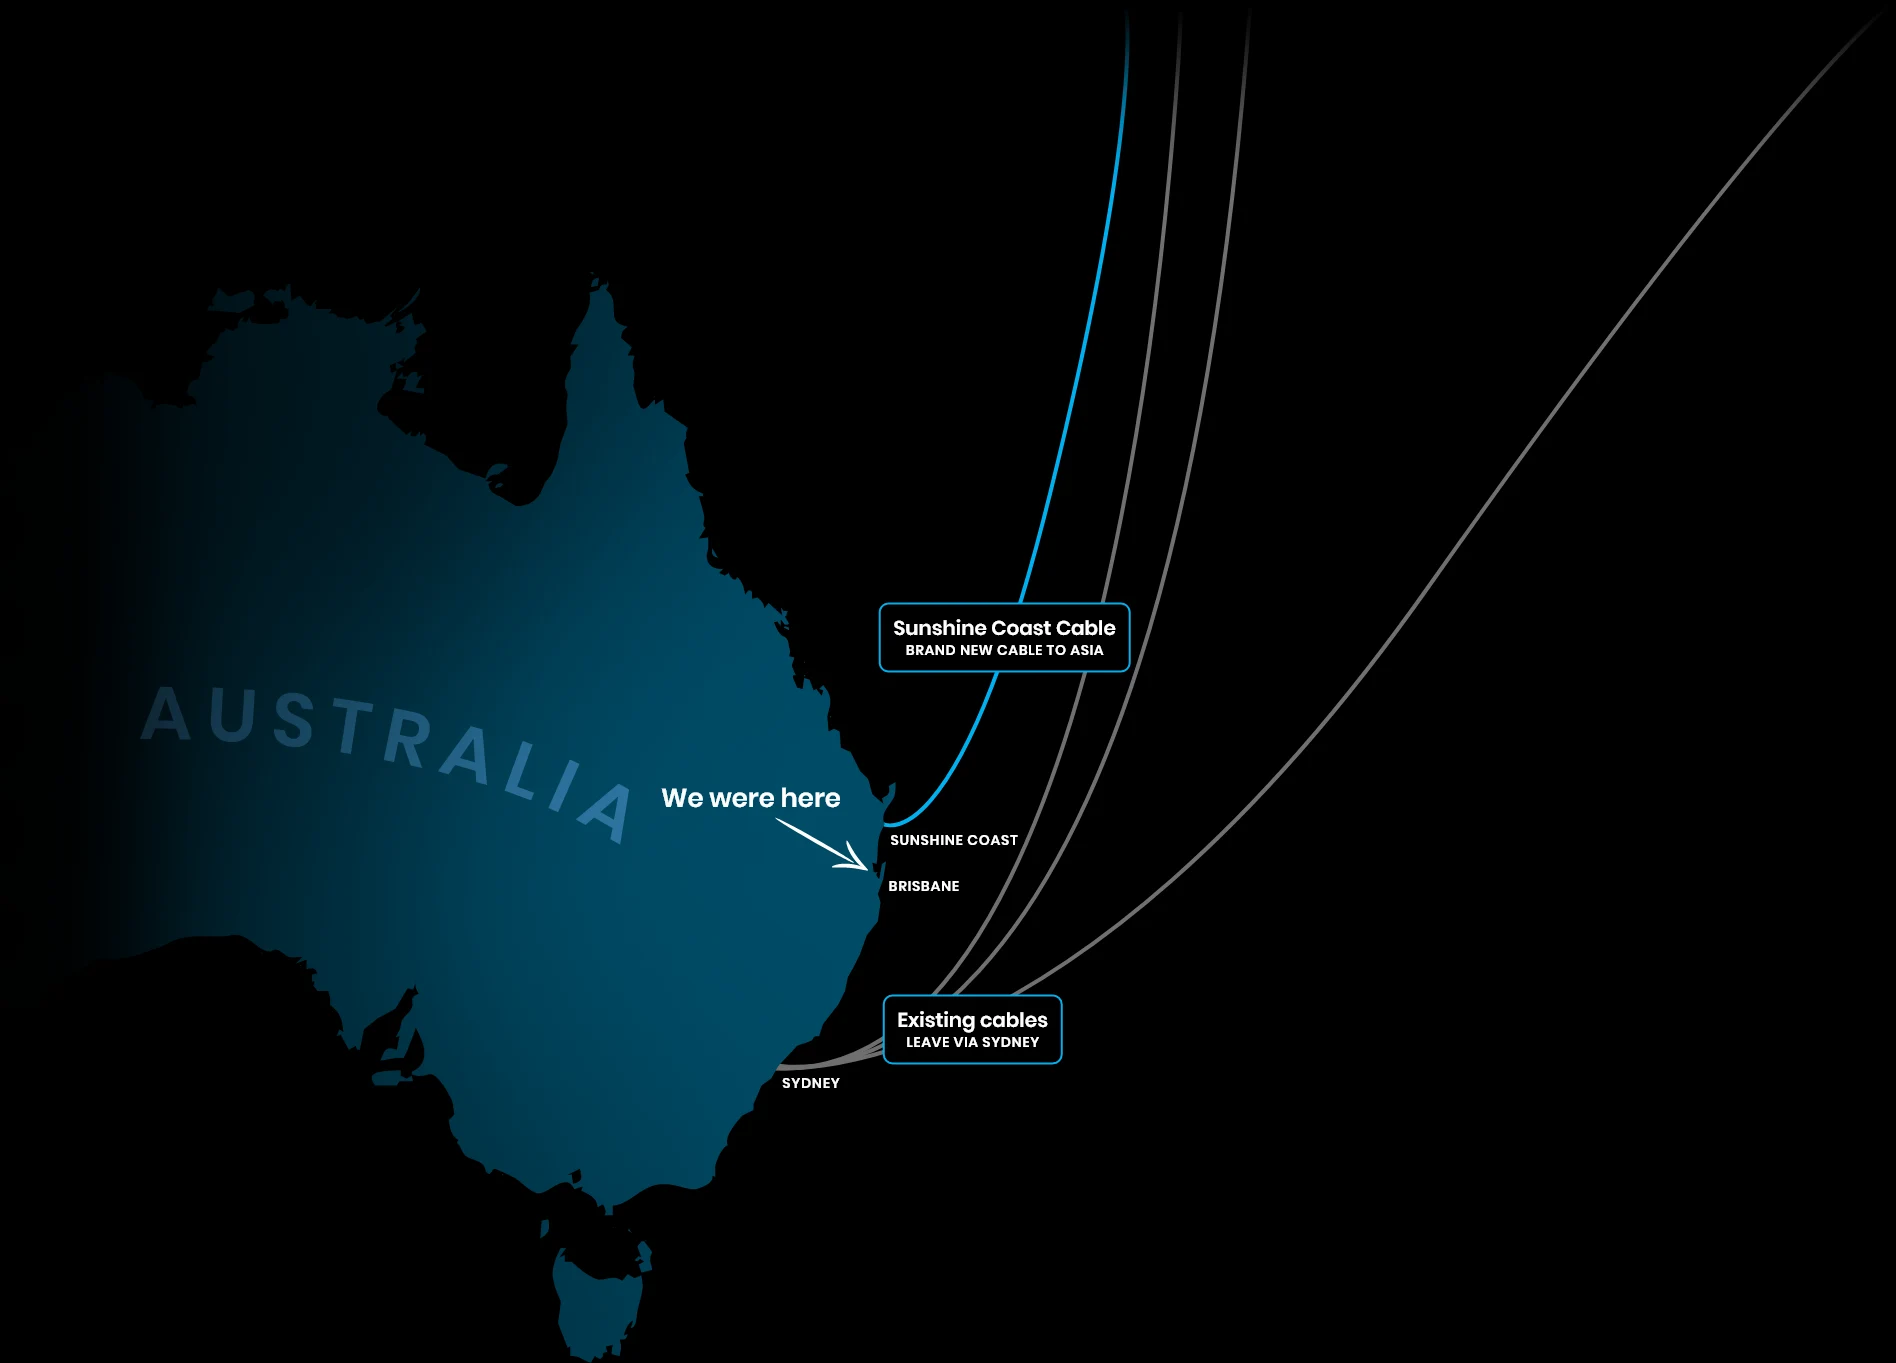 Sunshine Coast Cable
BRAND NEW CABLE TO ASIA
AUSTRALIA
We were here
SUNSHINE COAST
BRISBANE
Existing cables
LEAVE VIA SYDNEY
SYDNEY